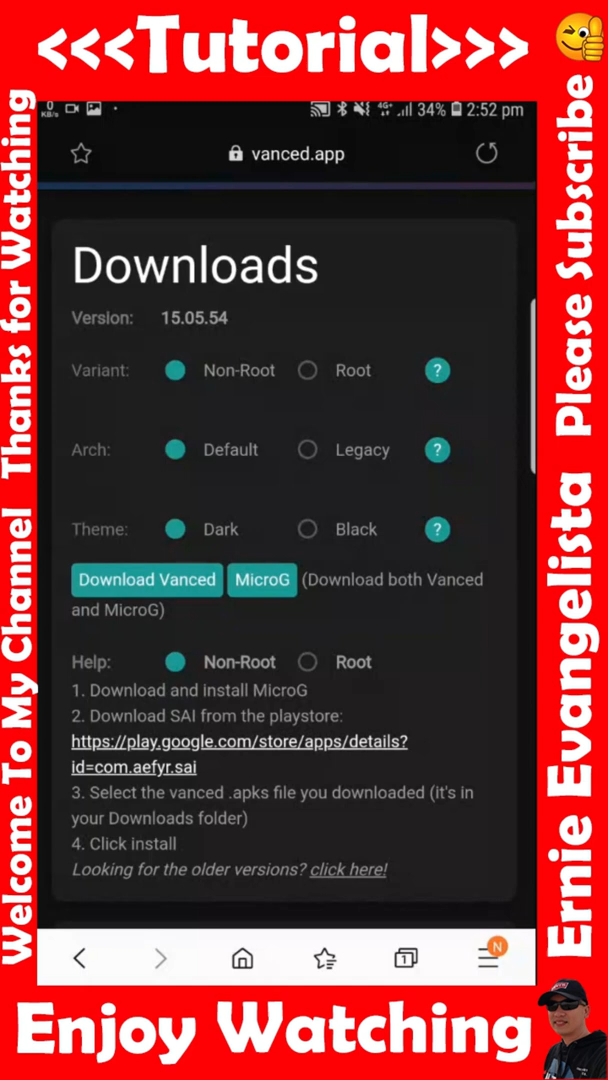 <<<Tutorial>>>
Thanks for Watching
Welcome To My Channel
Please Subscribe
Ernie Evangelista
0
KB/s
4G+
34%
2:52 pm
vanced.app
Downloads
Version: 15.05.54
Variant: Non-Root Root ?
Arch: Default Legacy ?
Theme: Dark Black ?
Download Vanced MicroG (Download both Vanced
and MicroG)
Help: Non-Root Root
1. Download and install MicroG
2. Download SAI from the playstore:
https://play.google.com/store/apps/details?
id=com.aefyr.sai
3. Select the vanced .apks file you downloaded (it's in
your Downloads folder)
4. Click install
Looking for the older versions? click here!
1
N
Enjoy Watching